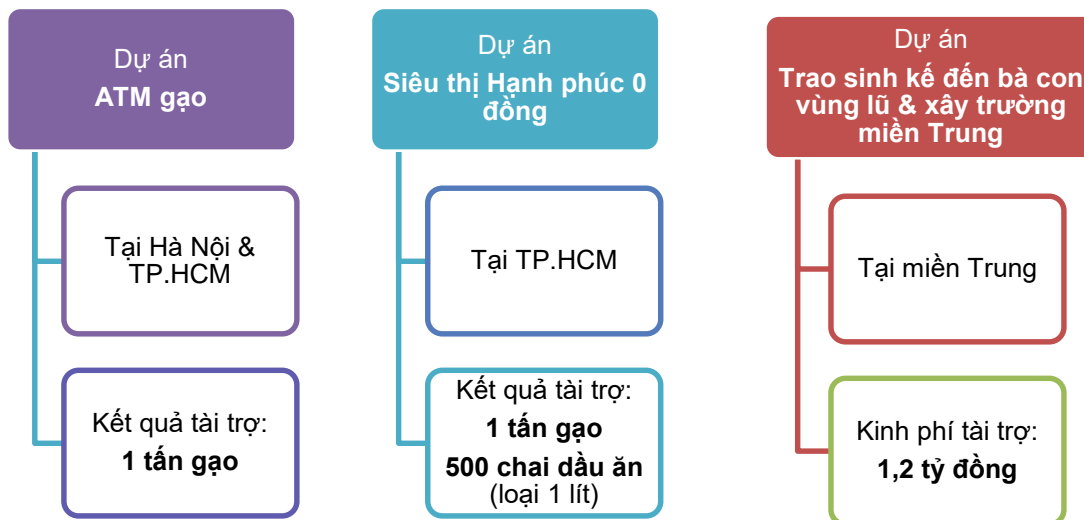 Dự án
ATM gạo
Tại Hà Nội &
TP.HCM
Kết quả tài trợ:
1 tấn gạo
Dự án
Siêu thị Hạnh phúc 0
đồng
Tại TP.HCM
Kết quả tài trợ:
1 tấn gạo
500 chai dầu ăn
(loại 1 lít)
Dự án
Trao sinh kế đến bà con
vùng lũ & xây trường
miền Trung
Tại miền Trung
Kinh phí tài trợ:
1,2 tỷ đồng